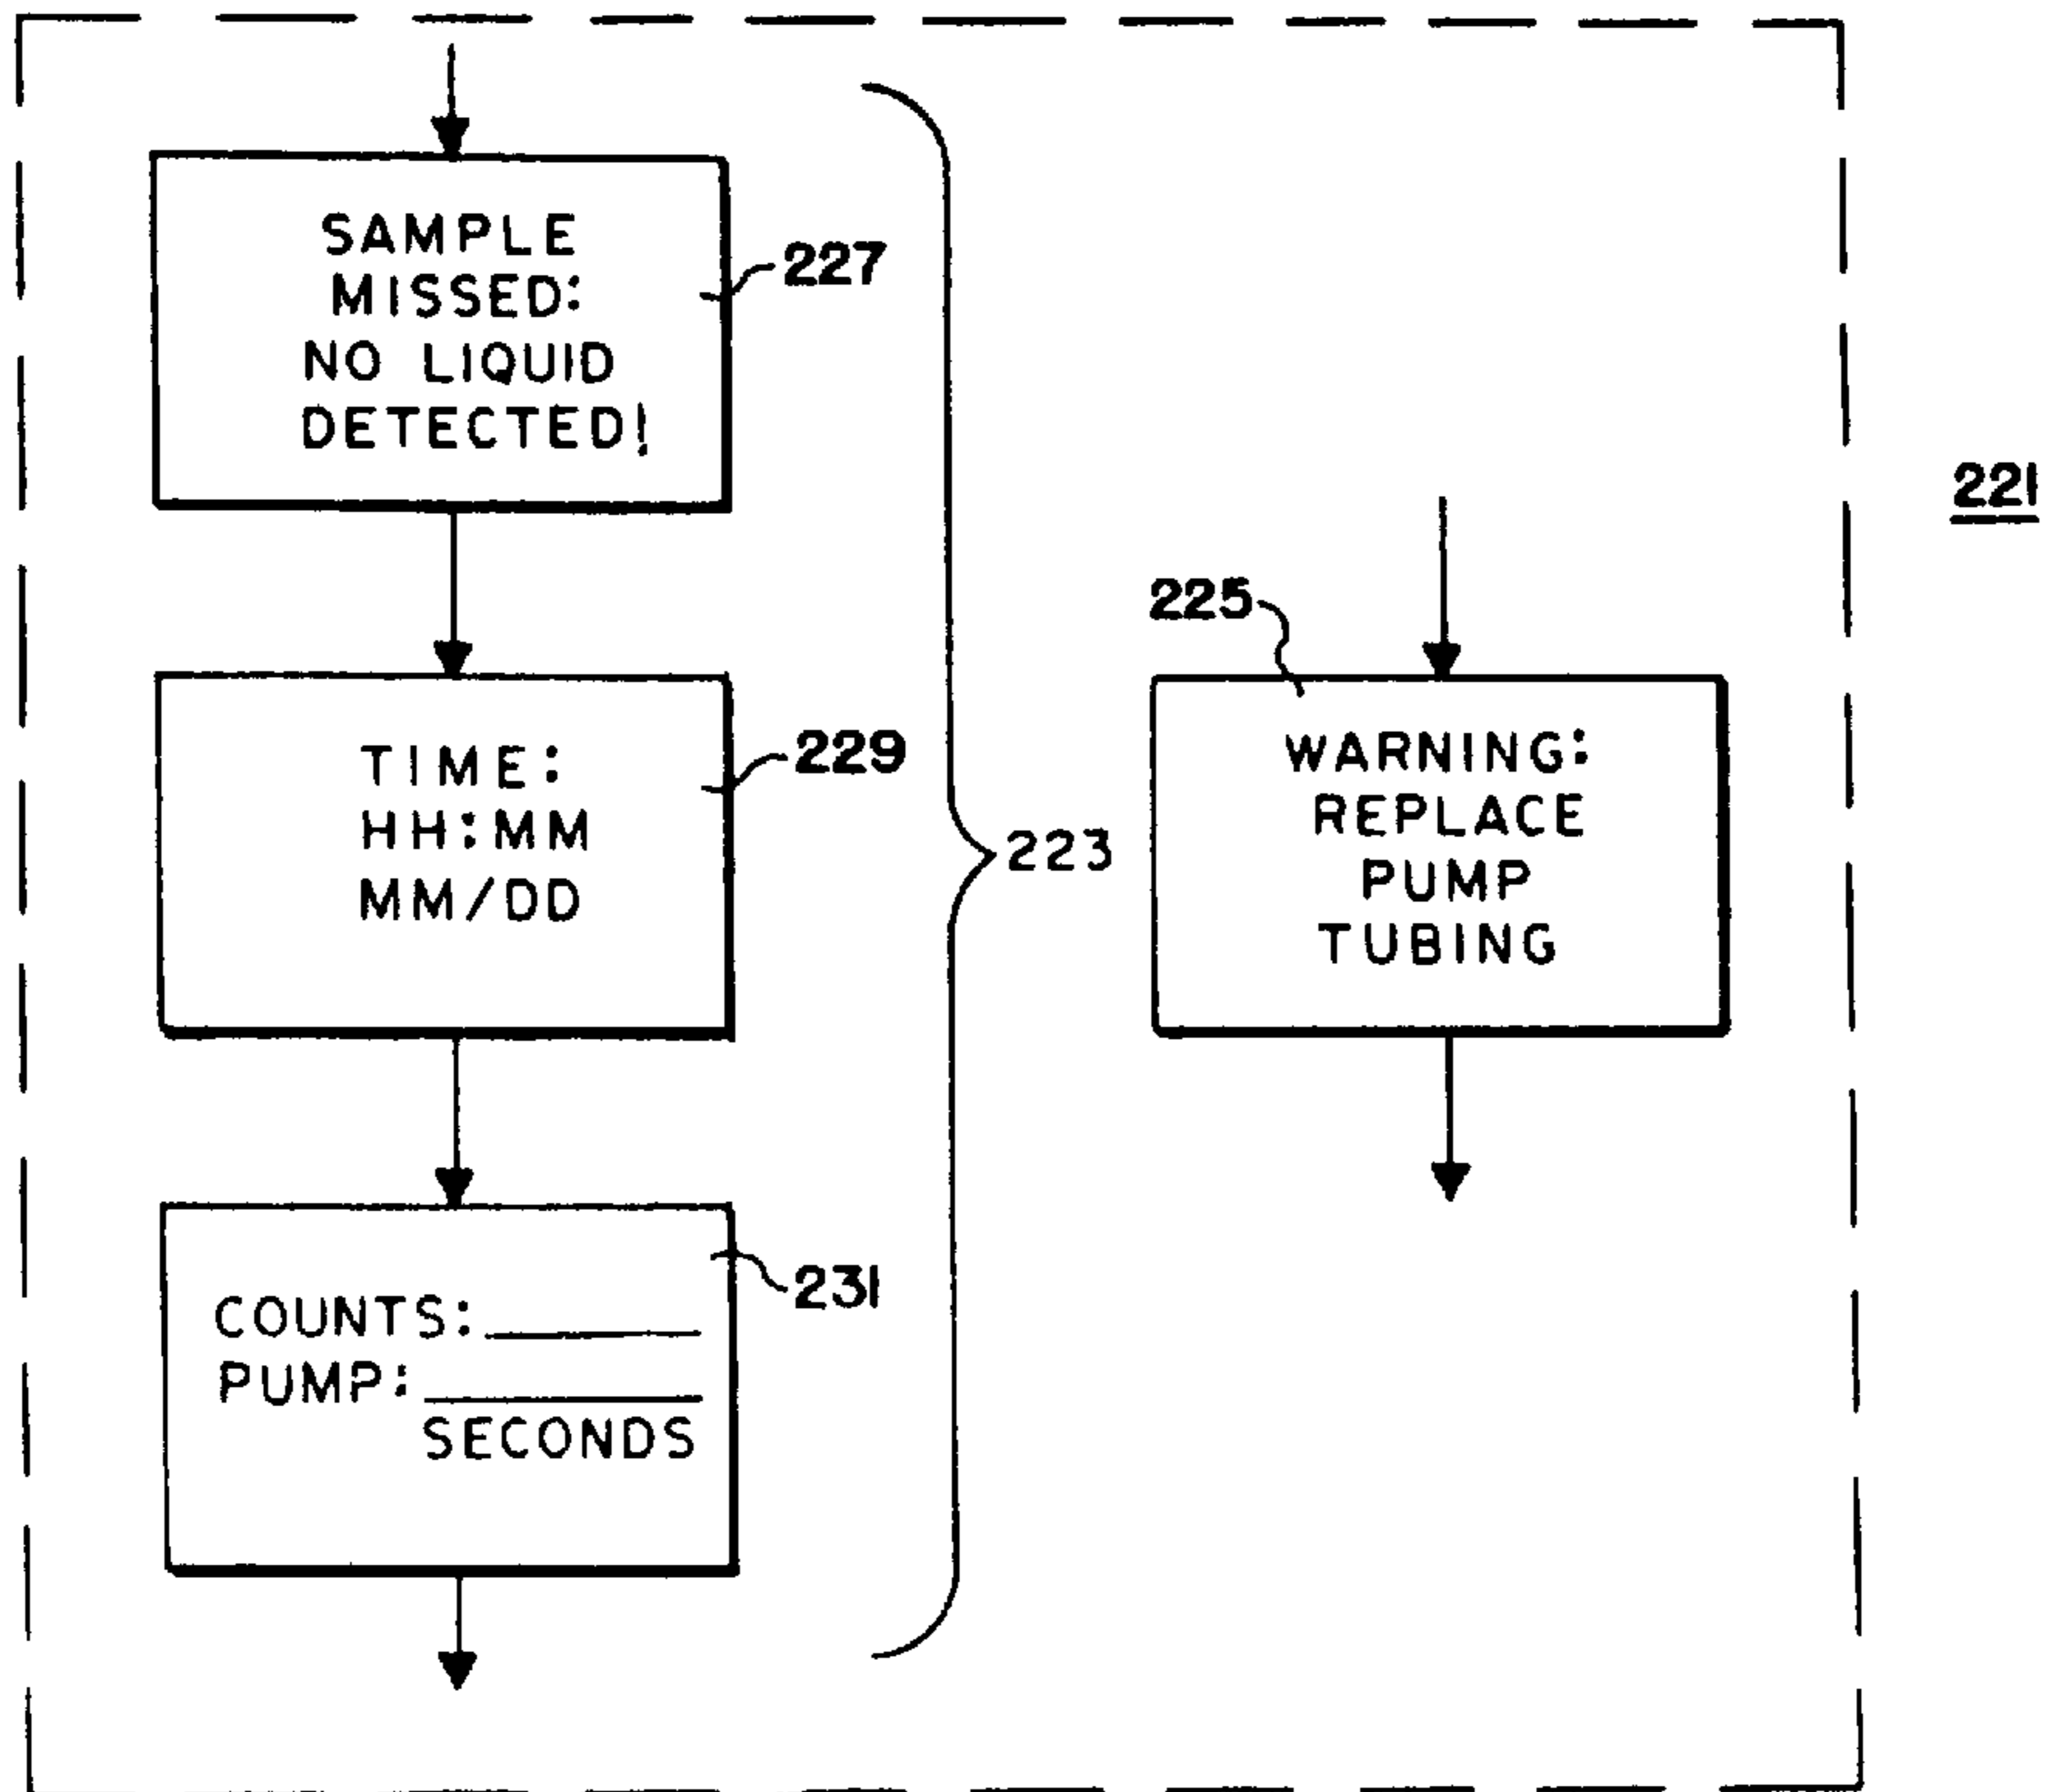 SAMPLE
MISSED:
NO LIQUID
DETECTED!
227
TIME:
HH:MM
MM/DD
229
COUNTS:
PUMP:
SECONDS
231
223
225
WARNING:
REPLACE
PUMP
TUBING
221